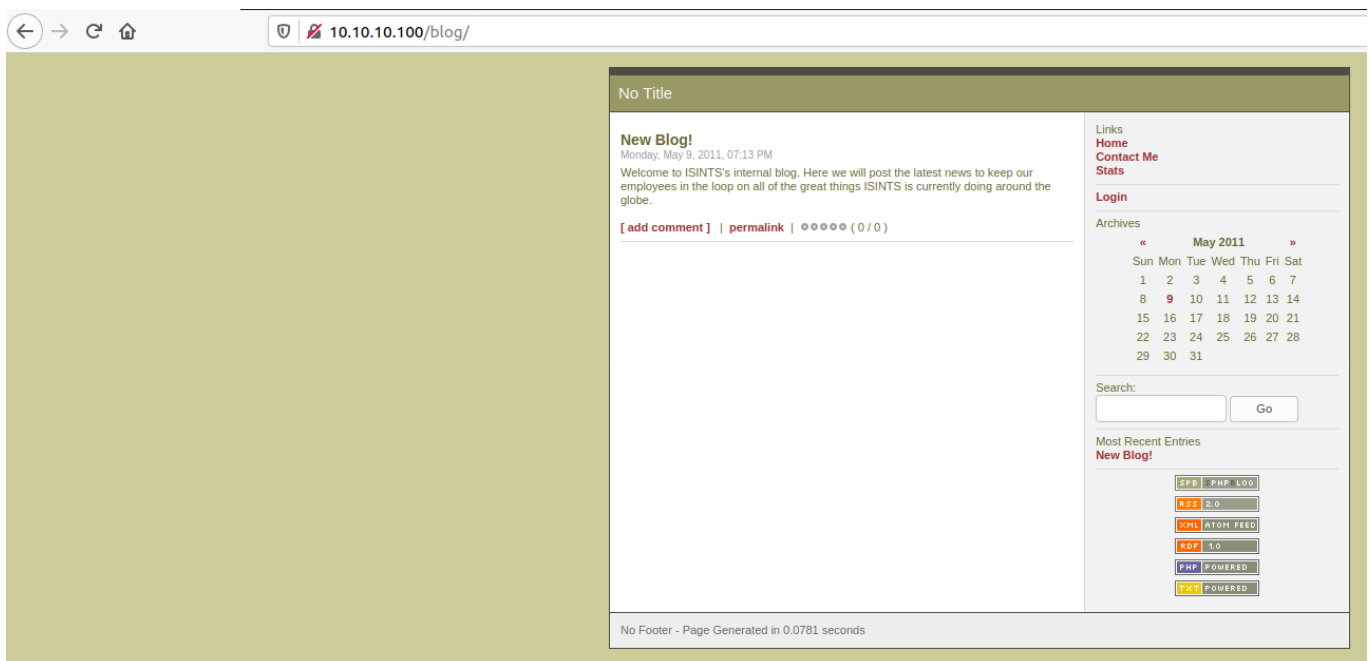 10.10.10.100/blog/
No Title
New Blog!
Monday, May 9, 2011, 07:13 PM
Welcome to ISINTS's internal blog. Here we will post the latest news to keep our
employees in the loop on all of the great things ISINTS is currently doing around the
globe.
[ add comment ] | permalink | ( 0 / 0 )
Links
Home
Contact Me
Stats
Login
Archives
« May 2011 »
Sun Mon Tue Wed Thu Fri Sat
1 2 3 4 5 6 7
8 9 10 11 12 13 14
15 16 17 18 19 20 21
22 23 24 25 26 27 28
29 30 31
Search:
Go
Most Recent Entries
New Blog!
SPB SPHPBLOG
RSS 2.0
XML ATOM FEED
RDF 1.0
PHP POWERED
TXT POWERED
No Footer - Page Generated in 0.0781 seconds